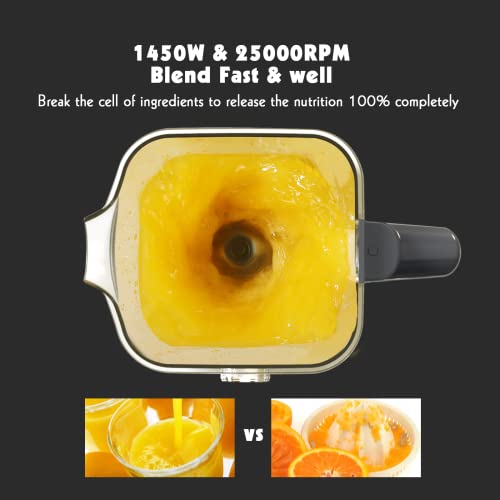 1450W & 25000RPM
Blend Fast & well
Break the cell of ingredients to release the nutrition 100% completely
VS